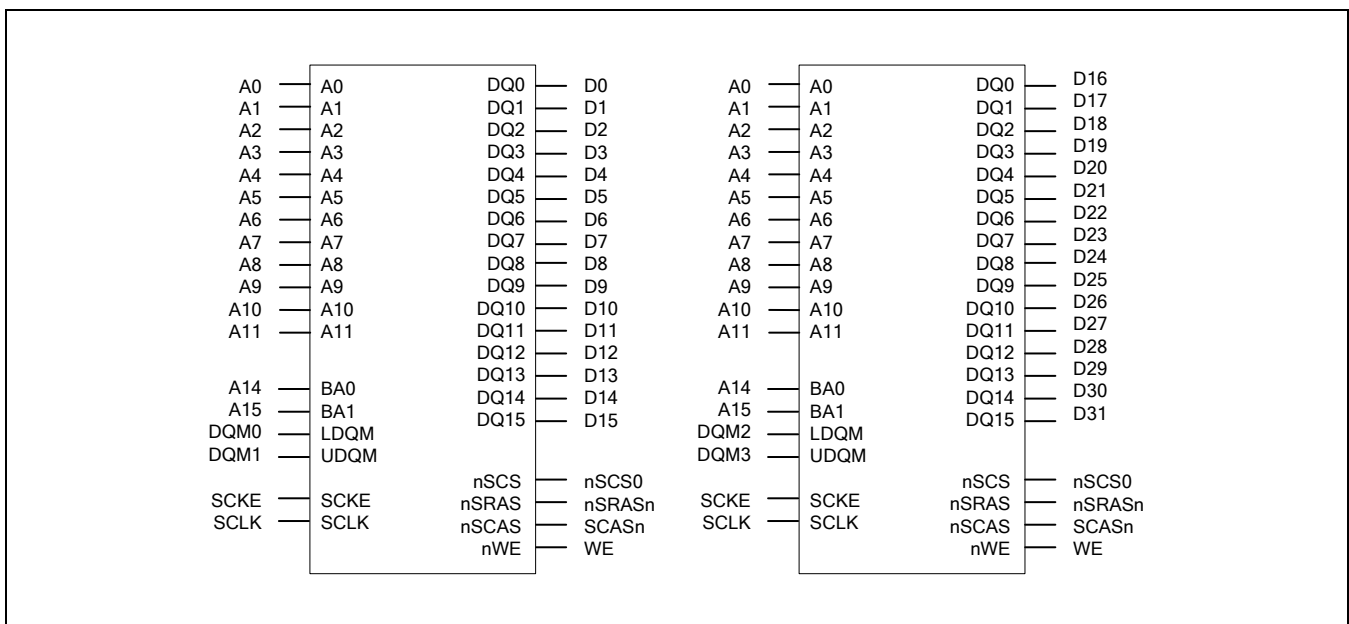 A0 A0 DQ0 D0 A0 A0 DQ0 D16
A1 A1 DQ1 D1 A1 A1 DQ1 D17
A2 A2 DQ2 D2 A2 A2 DQ2 D18
A3 A3 DQ3 D3 A3 A3 DQ3 D19
A4 A4 DQ4 D4 A4 A4 DQ4 D20
A5 A5 DQ5 D5 A5 A5 DQ5 D21
A6 A6 DQ6 D6 A6 A6 DQ6 D22
A7 A7 DQ7 D7 A7 A7 DQ7 D23
A8 A8 DQ8 D8 A8 A8 DQ8 D24
A9 A9 DQ9 D9 A9 A9 DQ9 D25
A10 A10 DQ10 D10 A10 A10 DQ10 D26
A11 A11 DQ11 D11 A11 A11 DQ11 D27
DQ12 D12 DQ12 D28
DQ13 D13 DQ13 D29
A14 BA0 DQ14 D14 A14 BA0 DQ14 D30
A15 BA1 DQ15 D15 A15 BA1 DQ15 D31
DQM0 LDQM DQM2 LDQM
DQM1 UDQM DQM3 UDQM
nSCS nSCS0 nSCS nSCS0
SCKE SCKE nSRAS nSRASn SCKE SCKE nSRAS nSRASn
SCLK SCLK nSCAS SCASn SCLK SCLK nSCAS SCASn
nWE WE nWE WE